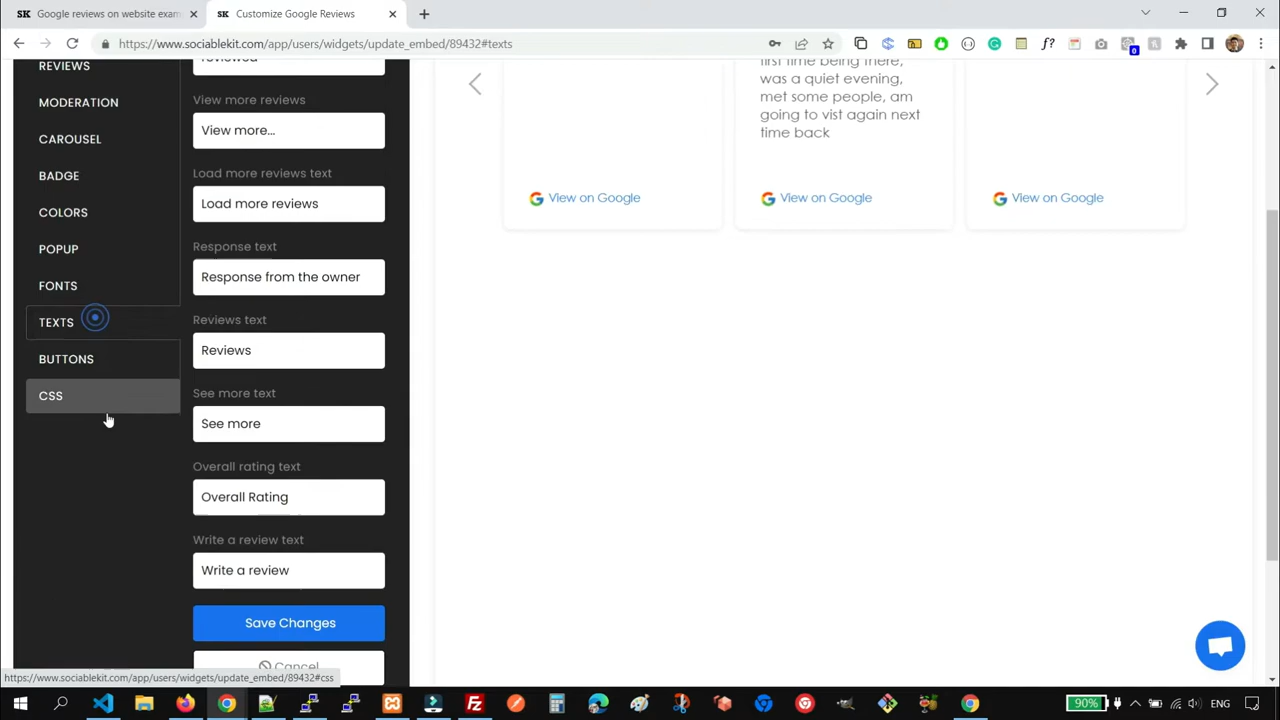 SK Google reviews on website exam
SK Customize Google Reviews
https://www.sociablekit.com/app/users/widgets/update_embed/89432#texts
f?
0
REVIEWS
MODERATION
CAROUSEL
BADGE
COLORS
POPUP
FONTS
TEXTS
BUTTONS
CSS
reviewed
View more reviews
View more...
Load more reviews text
Load more reviews
Response text
Response from the owner
Reviews text
Reviews
See more text
See more
Overall rating text
Overall Rating
Write a review text
Write a review
Save Changes
Cancel
first time being there,
was a quiet evening,
met some people, am
going to vist again next
time back
View on Google
View on Google
View on Google
https://www.sociablekit.com/app/users/widgets/update_embed/89432#css
90%
ENG